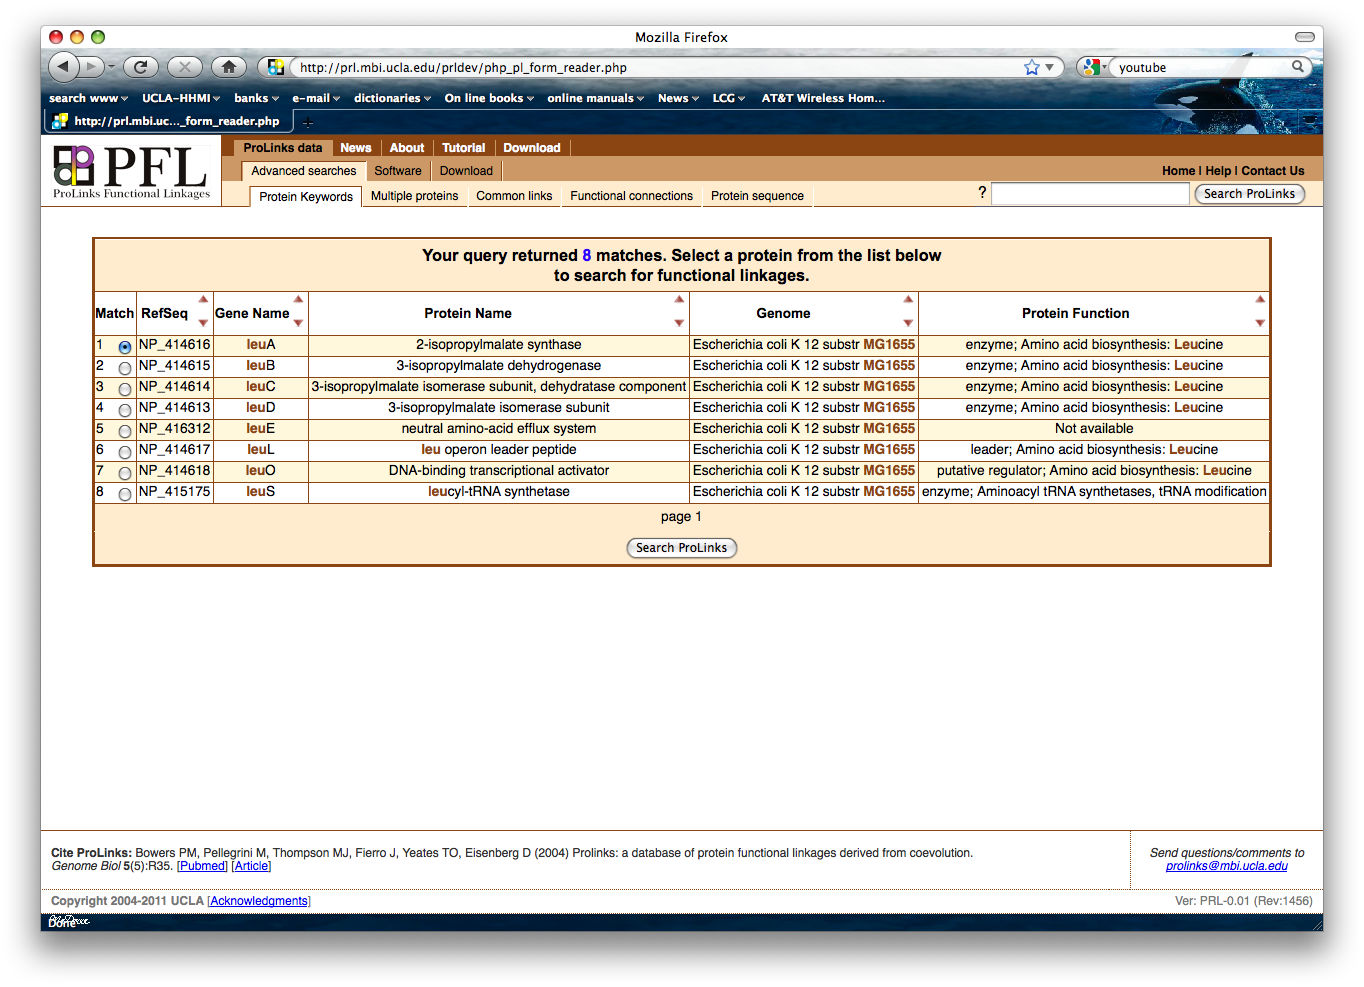 Mozilla Firefox
http://prl.mbi.ucla.edu/prldev/php_pl_form_reader.php
youtube
search www UCLA-HHMI banks e-mail dictionaries On line books online manuals News LCG AT&T Wireless Hom...
http://prl.mbi.uc..._form_reader.php
PFL
ProLinks Functional Linkages
ProLinks data News About Tutorial Download
Advanced searches Software Download
Home | Help | Contact Us
Protein Keywords Multiple proteins Common links Functional connections Protein sequence
? Search ProLinks
Your query returned 8 matches. Select a protein from the list below
to search for functional linkages.
Match RefSeq Gene Name Protein Name Genome Protein Function
1 NP_414616 leuA 2-isopropylmalate synthase Escherichia coli K 12 substr MG1655 enzyme; Amino acid biosynthesis: Leucine
2 NP_414615 leuB 3-isopropylmalate dehydrogenase Escherichia coli K 12 substr MG1655 enzyme; Amino acid biosynthesis: Leucine
3 NP_414614 leuC 3-isopropylmalate isomerase subunit, dehydratase component Escherichia coli K 12 substr MG1655 enzyme; Amino acid biosynthesis: Leucine
4 NP_414613 leuD 3-isopropylmalate isomerase subunit Escherichia coli K 12 substr MG1655 enzyme; Amino acid biosynthesis: Leucine
5 NP_416312 leuE neutral amino-acid efflux system Escherichia coli K 12 substr MG1655 Not available
6 NP_414617 leuL leu operon leader peptide Escherichia coli K 12 substr MG1655 leader; Amino acid biosynthesis: Leucine
7 NP_414618 leuO DNA-binding transcriptional activator Escherichia coli K 12 substr MG1655 putative regulator; Amino acid biosynthesis: Leucine
8 NP_415175 leuS leucyl-tRNA synthetase Escherichia coli K 12 substr MG1655 enzyme; Aminoacyl tRNA synthetases, tRNA modification
page 1
Search ProLinks
Cite ProLinks: Bowers PM, Pellegrini M, Thompson MJ, Fierro J, Yeates TO, Eisenberg D (2004) Prolinks: a database of protein functional linkages derived from coevolution.
Genome Biol 5(5):R35. [Pubmed] [Article]
Send questions/comments to
prolinks@mbi.ucla.edu
Copyright 2004-2011 UCLA [Acknowledgments]
Ver: PRL-0.01 (Rev:1456)
Done